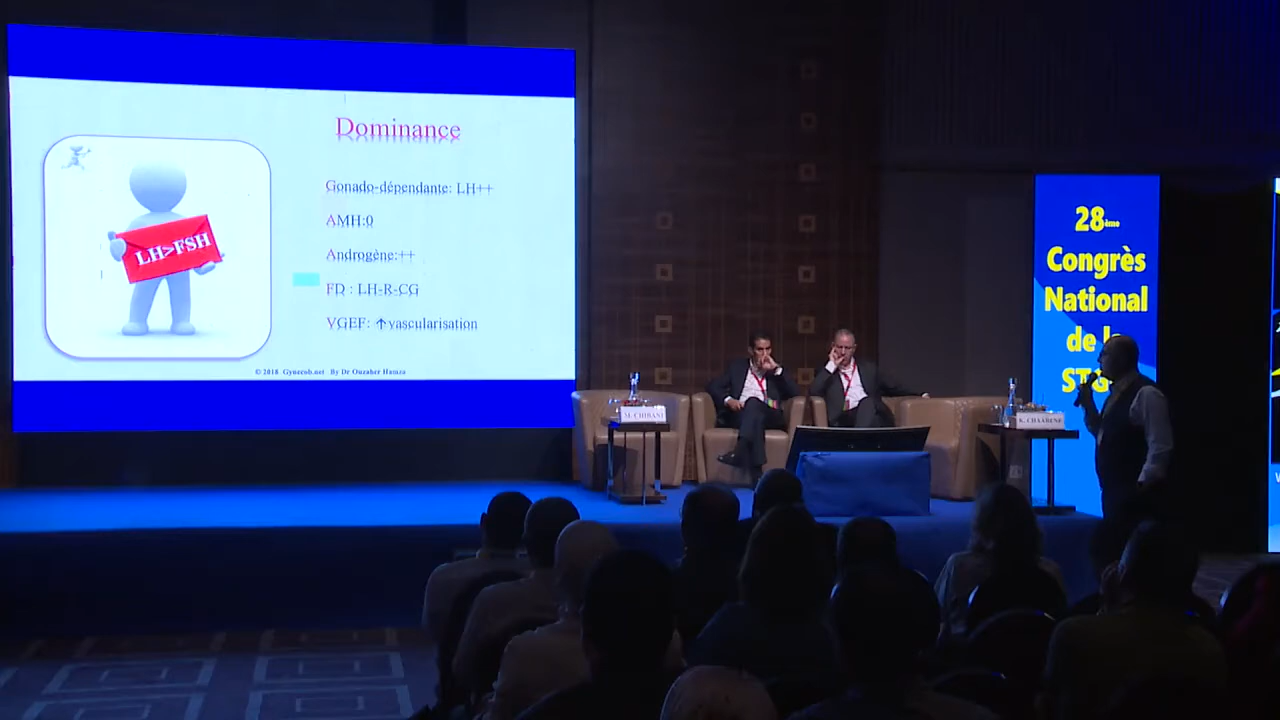 Dominance
Gonado-dépendante: LH++
AMH:0
Androgène:++
FD : LH-R-CG
VGEF: ↑vascularisation
LH>FSH
© 2018 Gynecob.net By Dr Ouzaher Hamza
M. CHIBANI
K. CHAABENE
28ème
Congrès
National
de la